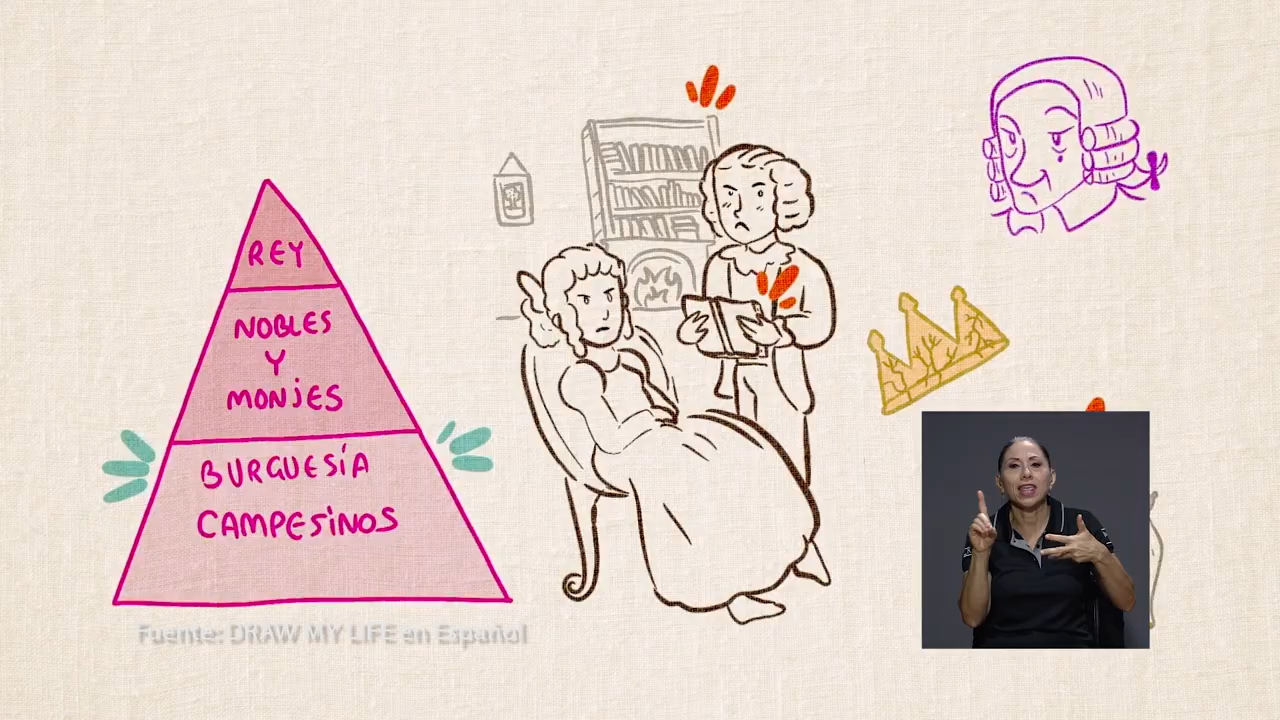 REY
NOBLES
Y
MONJES
BURGUESÍA
CAMPESINOS
Fuente: DRAW MY LIFE en Español